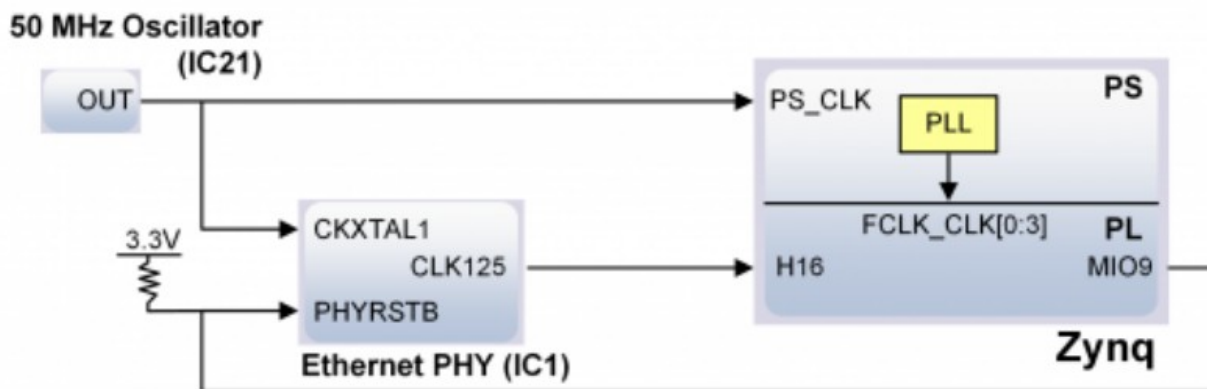 50 MHz Oscillator
(IC21)
OUT
PS_CLK
PS
PLL
FCLK_CLK[0:3]
PL
H16
MIO9
Zynq
3.3V
CKXTAL1
CLK125
PHYRSTB
Ethernet PHY (IC1)